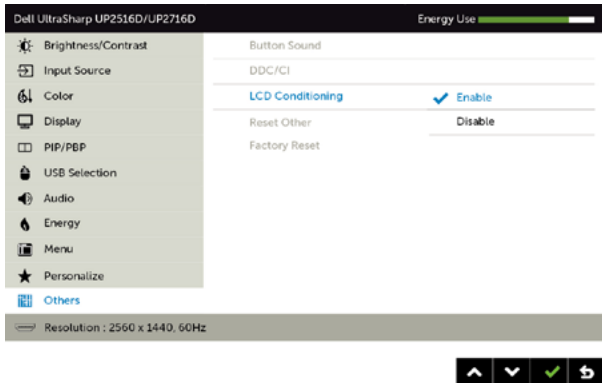 Dell UltraSharp UP2516D/UP2716D Energy Use
Brightness/Contrast Button Sound
Input Source DDC/CI
Color LCD Conditioning Enable
Display Reset Other Disable
PIP/PBP Factory Reset
USB Selection
Audio
Energy
Menu
Personalize
Others
Resolution : 2560 x 1440, 60Hz